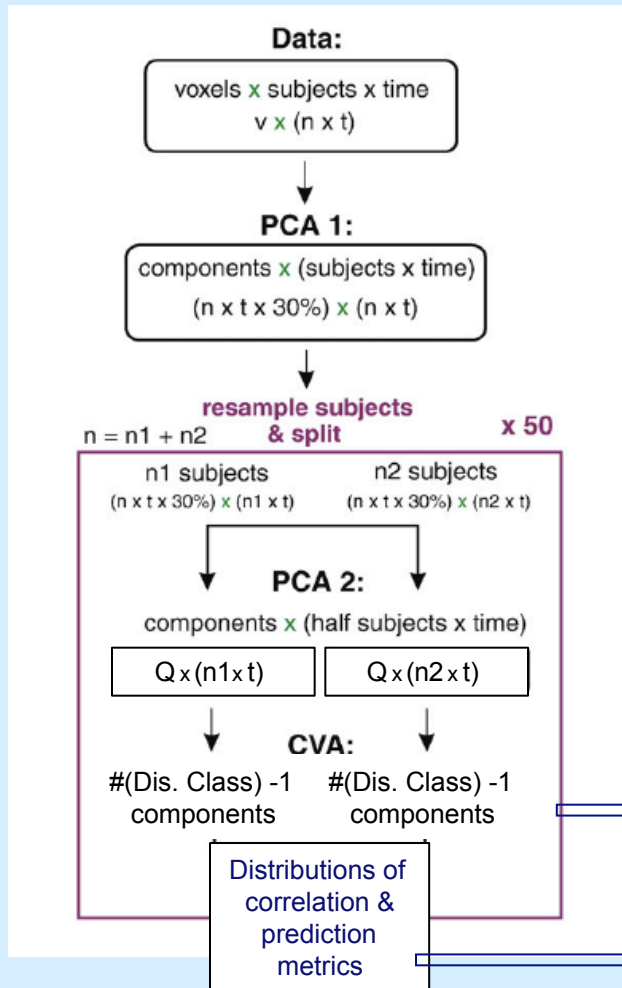 Data:
voxels x subjects x time
v x (n x t)
PCA 1:
components x (subjects x time)
(n x t x 30%) x (n x t)
resample subjects
& split
n = n1 + n2
x 50
n1 subjects
(n x t x 30%) x (n1 x t)
n2 subjects
(n x t x 30%) x (n2 x t)
PCA 2:
components x (half subjects x time)
Q x (n1 x t)
Q x (n2 x t)
CVA:
#(Dis. Class) -1
components
#(Dis. Class) -1
components
Distributions of
correlation &
prediction
metrics